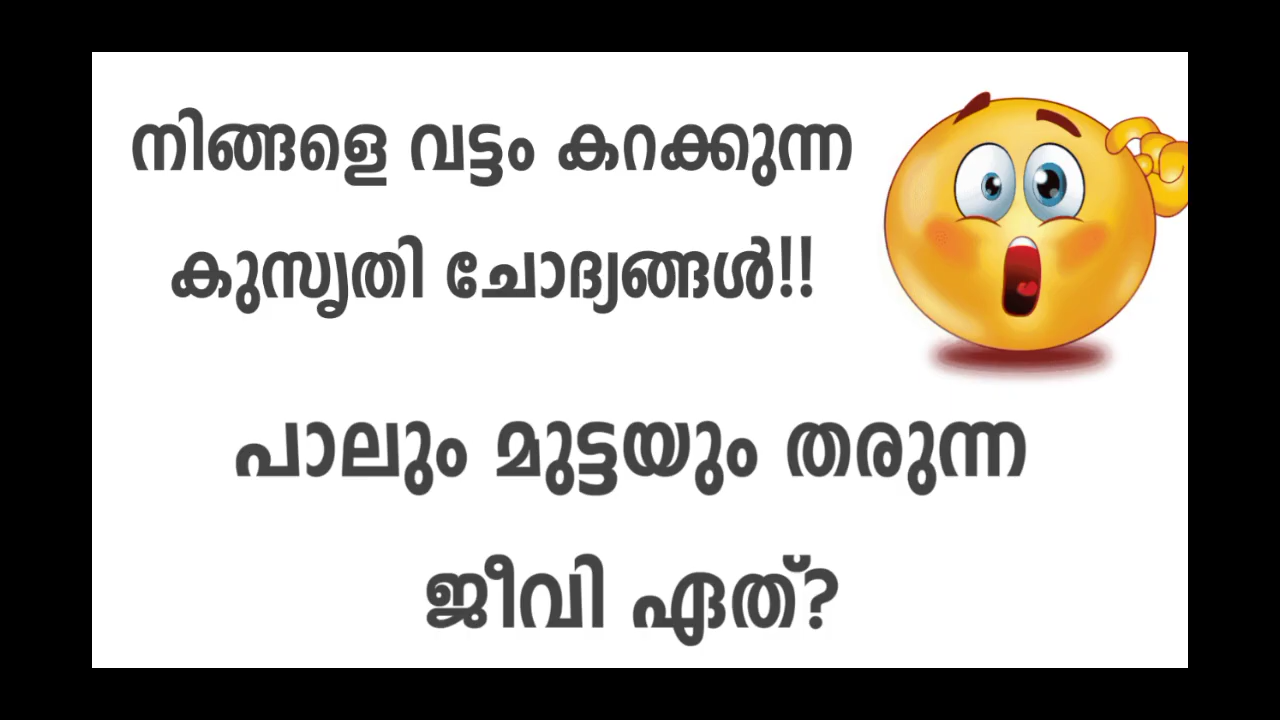 നിങ്ങളെ വട്ടം കറക്കുന്ന
കുസൃതി ചോദ്യങ്ങൾ!!
പാലും മുട്ടയും തരുന്ന
ജീവി ഏത്?